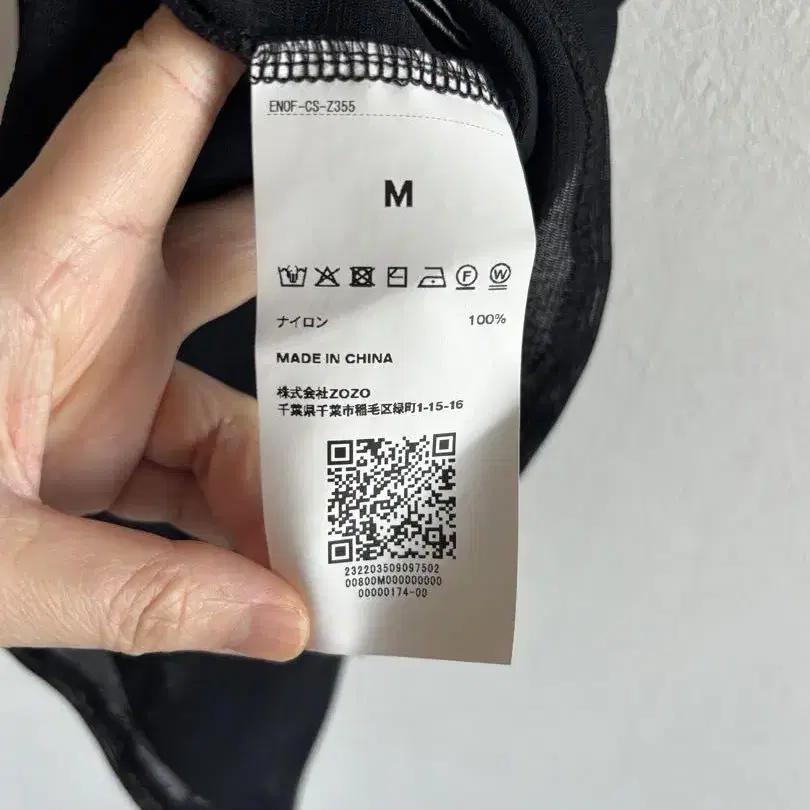 ENOF-CS-Z355
M
F W
ナイロン 100%
MADE IN CHINA
株式会社ZOZO
千葉県千葉市稲毛区緑町1-15-16
232203509097502
00800M000000000
00000174-00